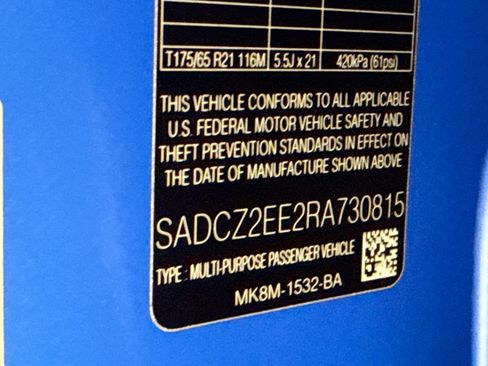 T175/65 R21 116M 5.5J x 21 420kPa (61psi)
THIS VEHICLE CONFORMS TO ALL APPLICABLE
U.S. FEDERAL MOTOR VEHICLE SAFETY AND
THEFT PREVENTION STANDARDS IN EFFECT ON
THE DATE OF MANUFACTURE SHOWN ABOVE
SADCZ2EE2RA730815
TYPE : MULTI-PURPOSE PASSENGER VEHICLE
MK8M-1532-BA